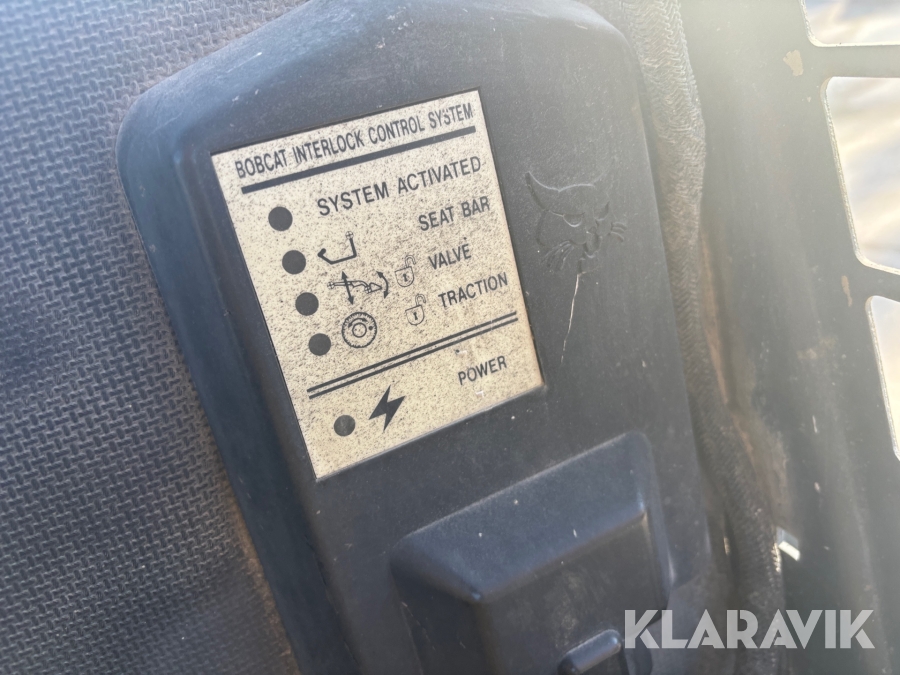 BOBCAT INTERLOCK CONTROL SYSTEM
SYSTEM ACTIVATED
SEAT BAR
VALVE
TRACTION
POWER
KLARAVIK